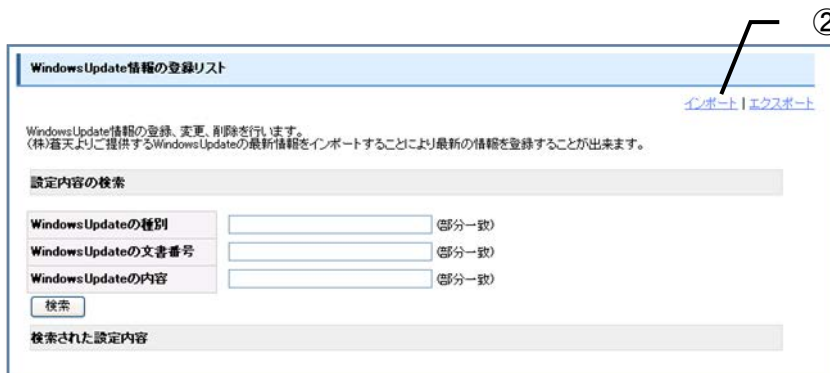 ②
WindowsUpdate情報の登録リスト
インポート | エクスポート
WindowsUpdate情報の登録、変更、削除を行います。
(株)蒼天よりご提供するWindowsUpdateの最新情報をインポートすることにより最新の情報を登録することが出来ます。
設定内容の検索
WindowsUpdateの種別 (部分一致)
WindowsUpdateの文書番号 (部分一致)
WindowsUpdateの内容 (部分一致)
検索
検索された設定内容